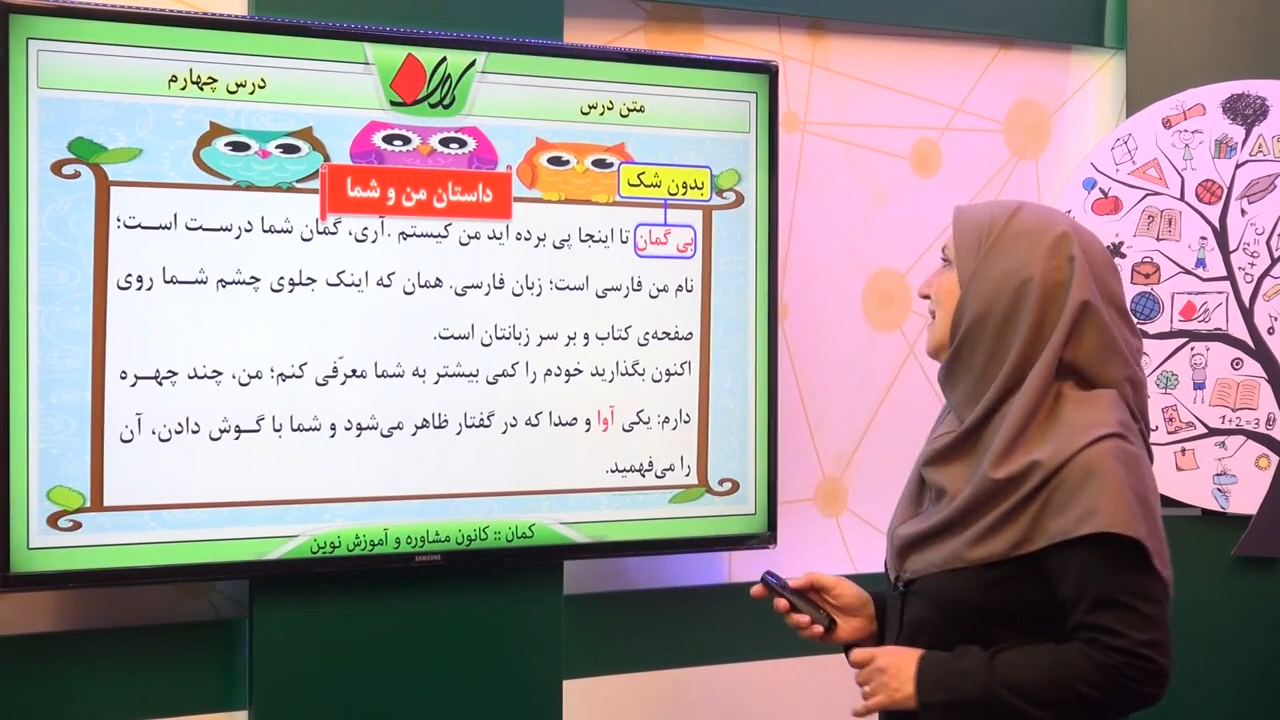 متن درس
کمان
درس چهارم
بدون شک
داستان من و شما
بی گمان تا اینجا پی برده اید من کیستم .آری، گمان شما درست است؛
نام من فارسی است؛ زبان فارسی. همان که اینک جلوی چشم شما روی
صفحه‌ی کتاب و بر سر زبانتان است.
اکنون بگذارید خودم را کمی بیشتر به شما معرّفی کنم؛ من، چند چهره
دارم: یکی آوا و صدا که در گفتار ظاهر می‌شود و شما با گوش دادن، آن
را می‌فهمید.
کمان :: کانون مشاوره و آموزش نوین
SAMSUNG
1+2=3